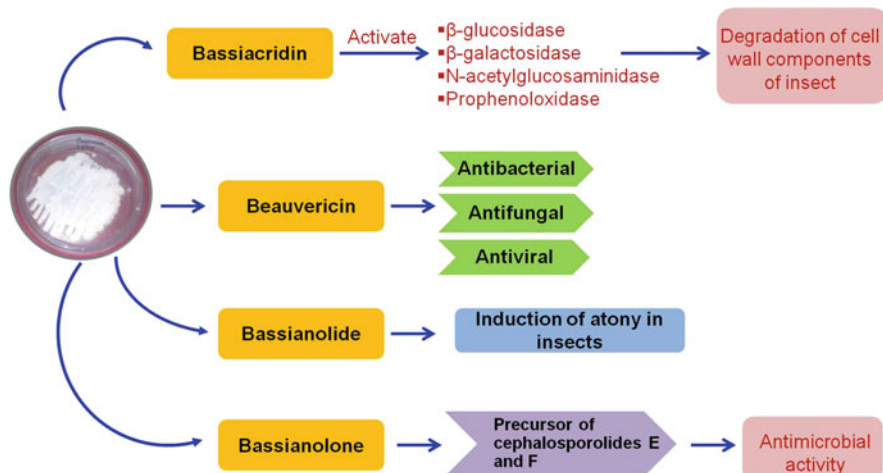 Bassiacridin
Activate
▪β-glucosidase
▪β-galactosidase
▪N-acetylglucosaminidase
▪Prophenoloxidase
Degradation of cell
wall components
of insect
Beauvericin
Antibacterial
Antifungal
Antiviral
Bassianolide
Induction of atony in
insects
Bassianolone
Precursor of
cephalosporolides E
and F
Antimicrobial
activity